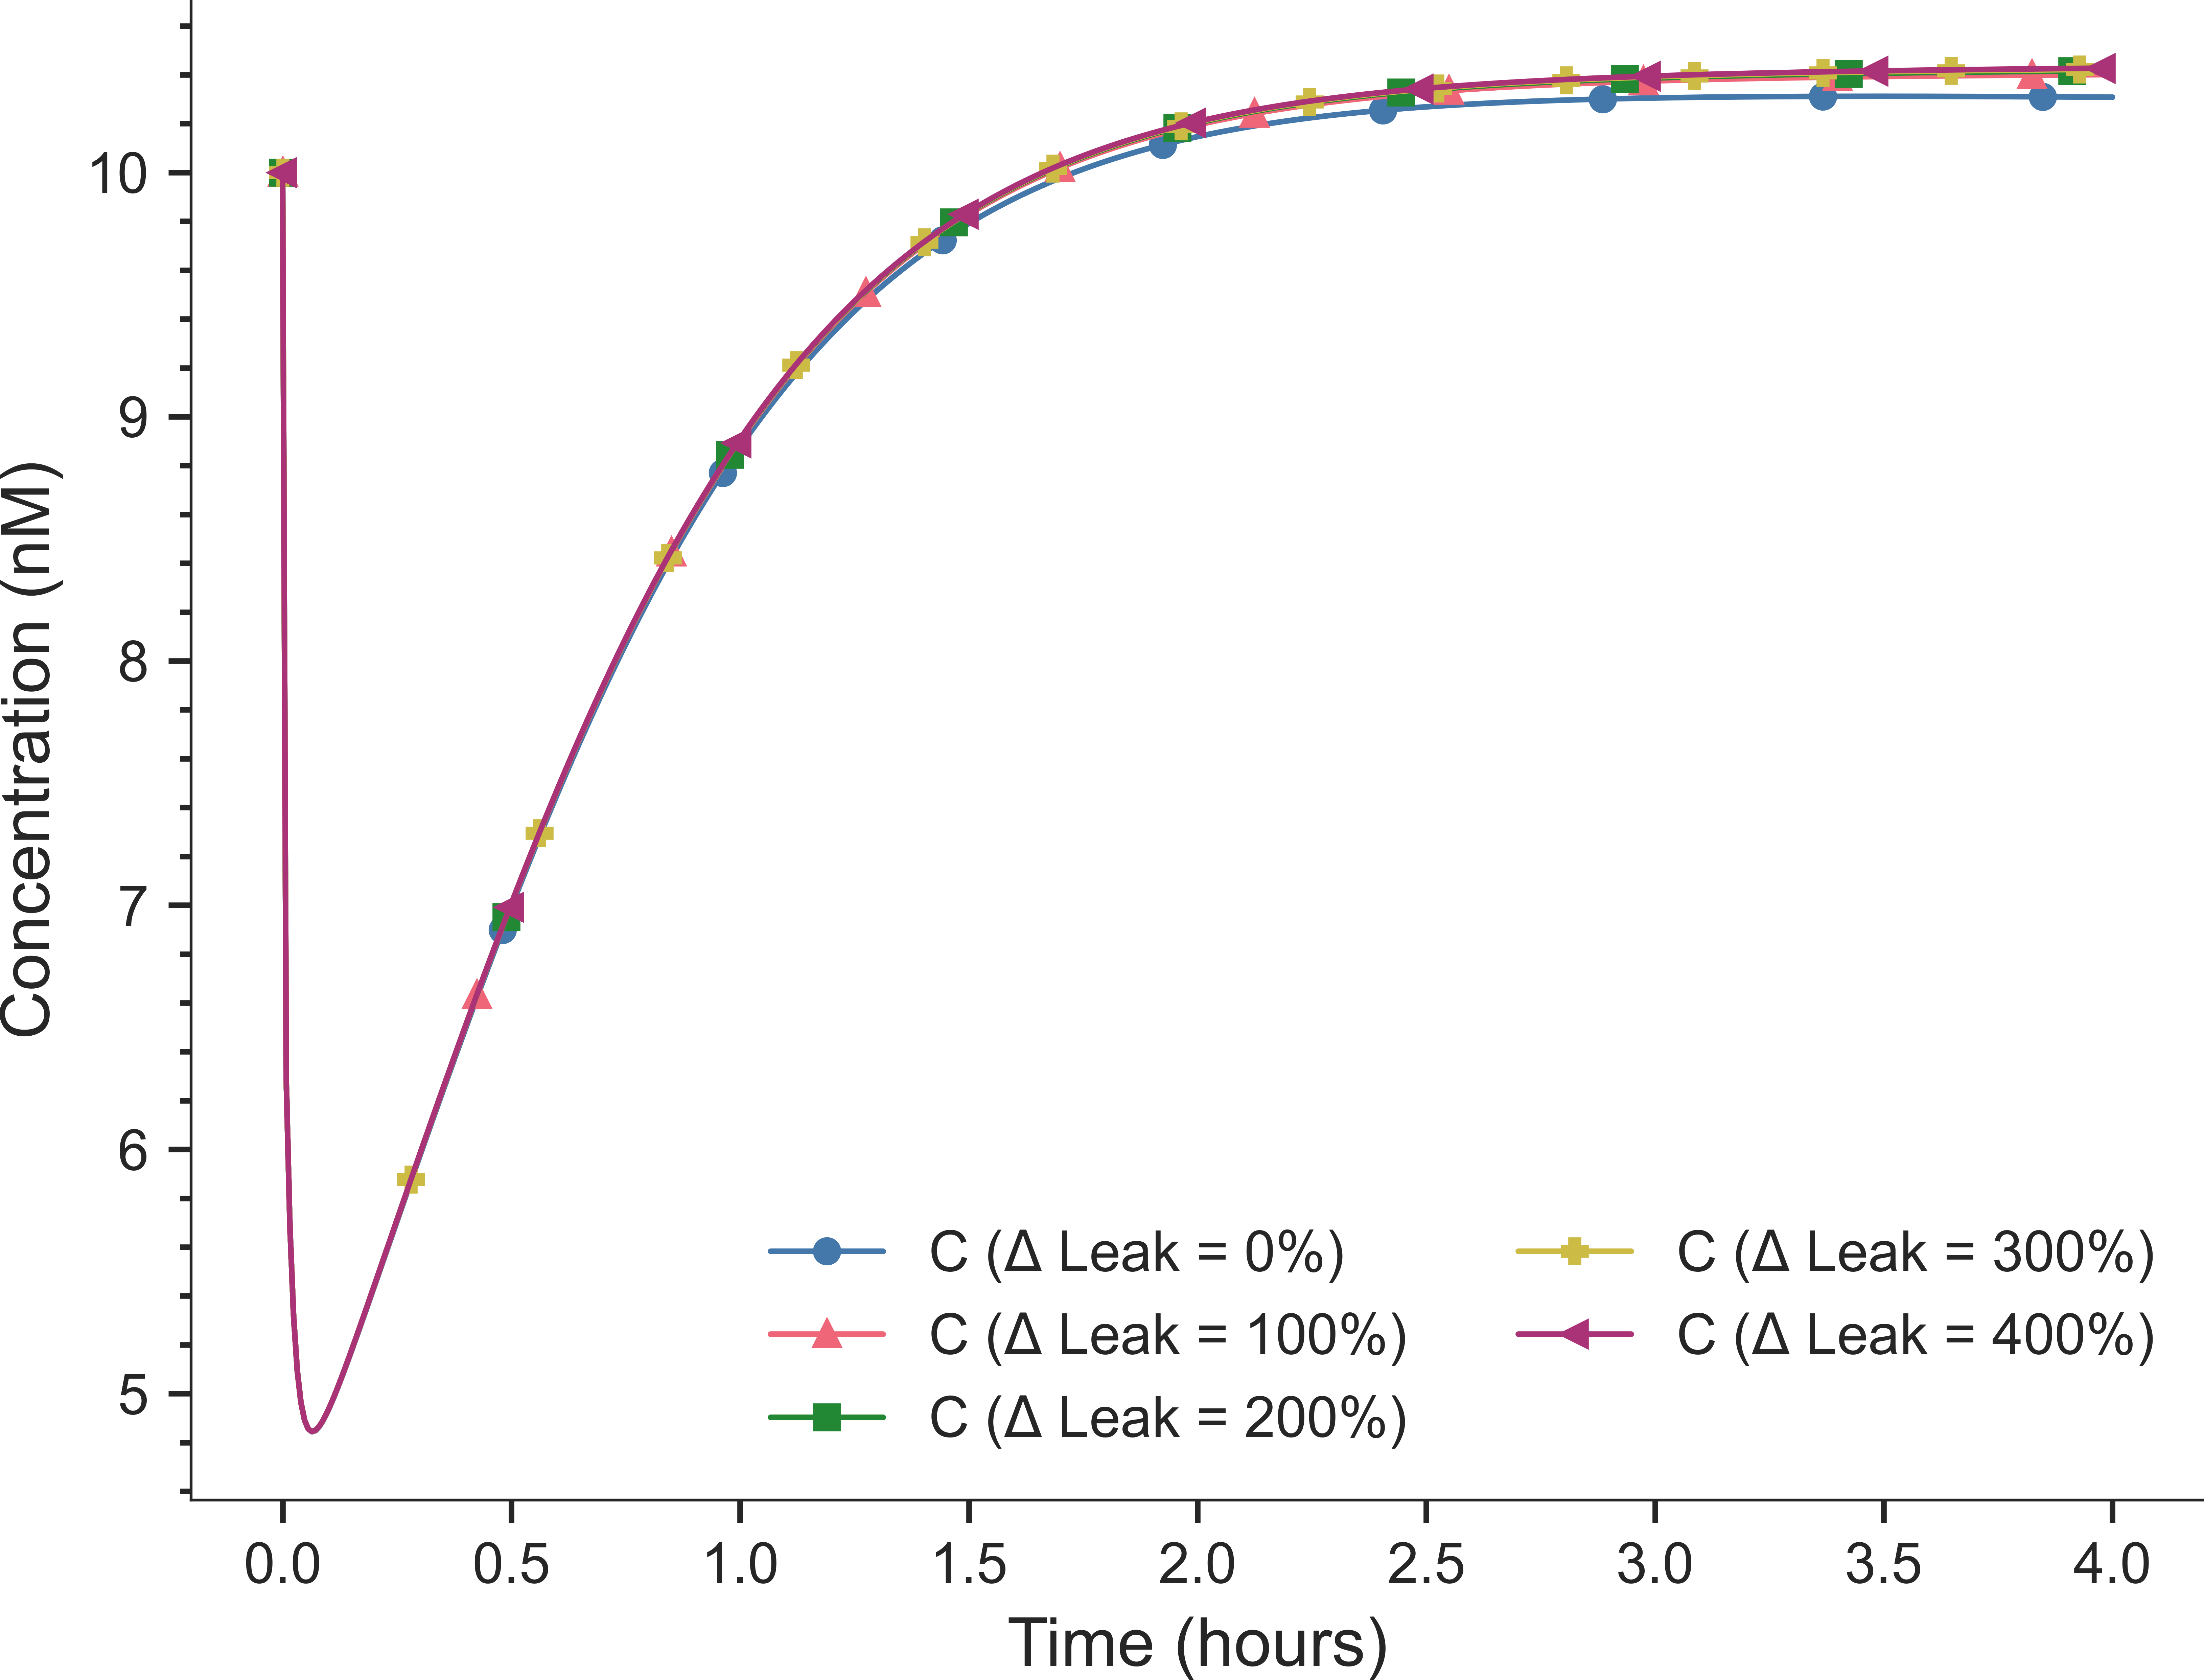 Concentration (nM)
10
9
8
7
6
5
C (Δ Leak = 0%)
C (Δ Leak = 100%)
C (Δ Leak = 200%)
C (Δ Leak = 300%)
C (Δ Leak = 400%)
0.0 0.5 1.0 1.5 2.0 2.5 3.0 3.5 4.0
Time (hours)